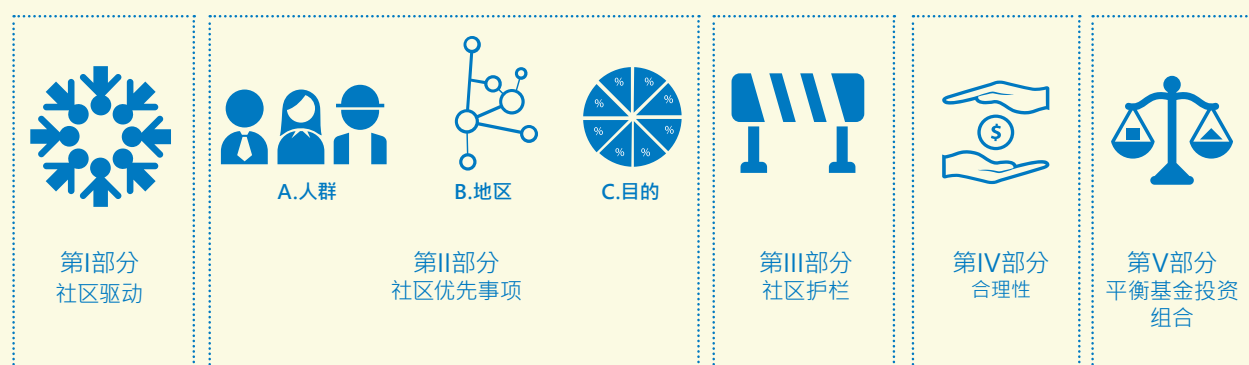 第I部分
社区驱动
A.人群
B.地区
% % % % % % % %
C.目的
第II部分
社区优先事项
第III部分
社区护栏
$
第IV部分
合理性
第V部分
平衡基金投资
组合